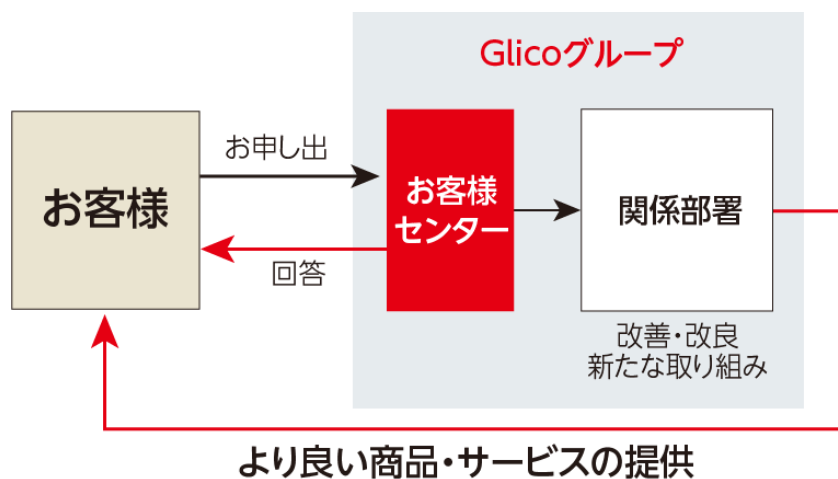 Glicoグループ
お申し出
お客様
お客様
センター
関係部署
回答
改善・改良
新たな取り組み
より良い商品・サービスの提供